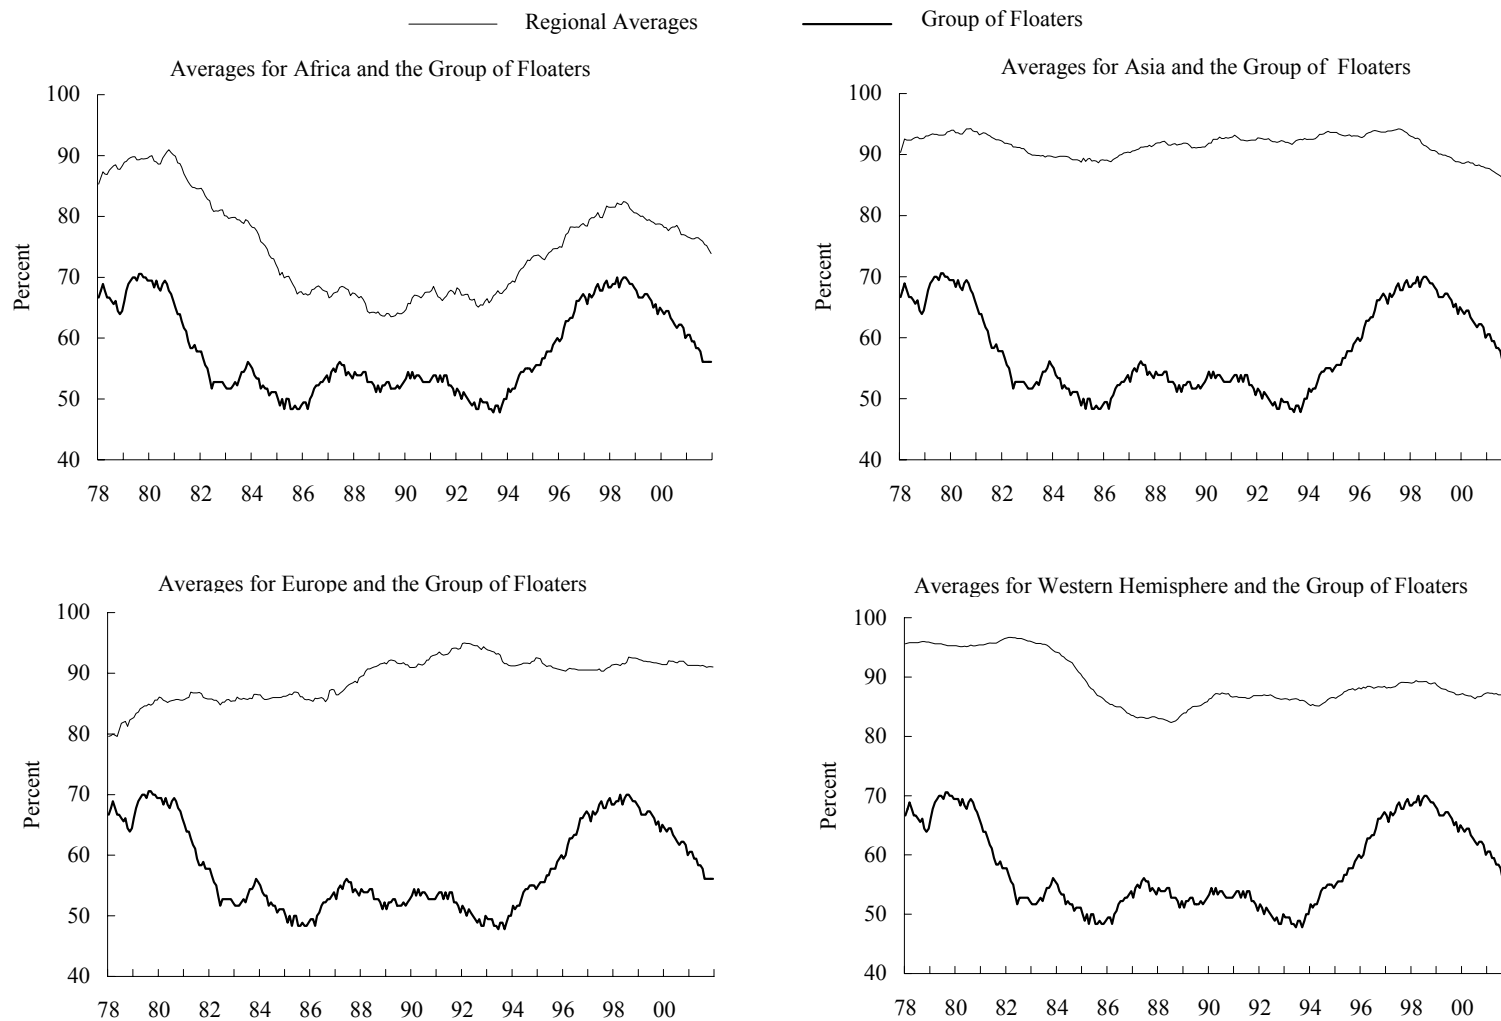 Regional Averages
Group of Floaters
Averages for Africa and the Group of Floaters
100
90
80
70
60
50
40
Percent
78 80 82 84 86 88 90 92 94 96 98 00
Averages for Asia and the Group of Floaters
100
90
80
70
60
50
40
Percent
78 80 82 84 86 88 90 92 94 96 98 00
Averages for Europe and the Group of Floaters
100
90
80
70
60
50
40
Percent
78 80 82 84 86 88 90 92 94 96 98 00
Averages for Western Hemisphere and the Group of Floaters
100
90
80
70
60
50
40
Percent
78 80 82 84 86 88 90 92 94 96 98 00